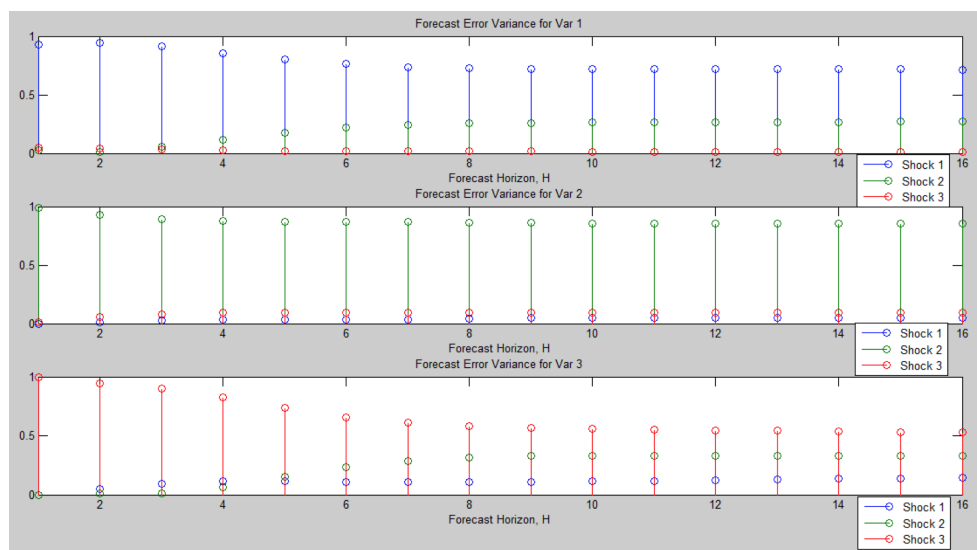 Forecast Error Variance for Var 1
1
0.5
0
2 4 6 8 10 12 14 16
Forecast Horizon, H
Shock 1
Shock 2
Shock 3
Forecast Error Variance for Var 2
1
0.5
0
2 4 6 8 10 12 14 16
Forecast Horizon, H
Shock 1
Shock 2
Shock 3
Forecast Error Variance for Var 3
1
0.5
0
2 4 6 8 10 12 14 16
Forecast Horizon, H
Shock 1
Shock 2
Shock 3